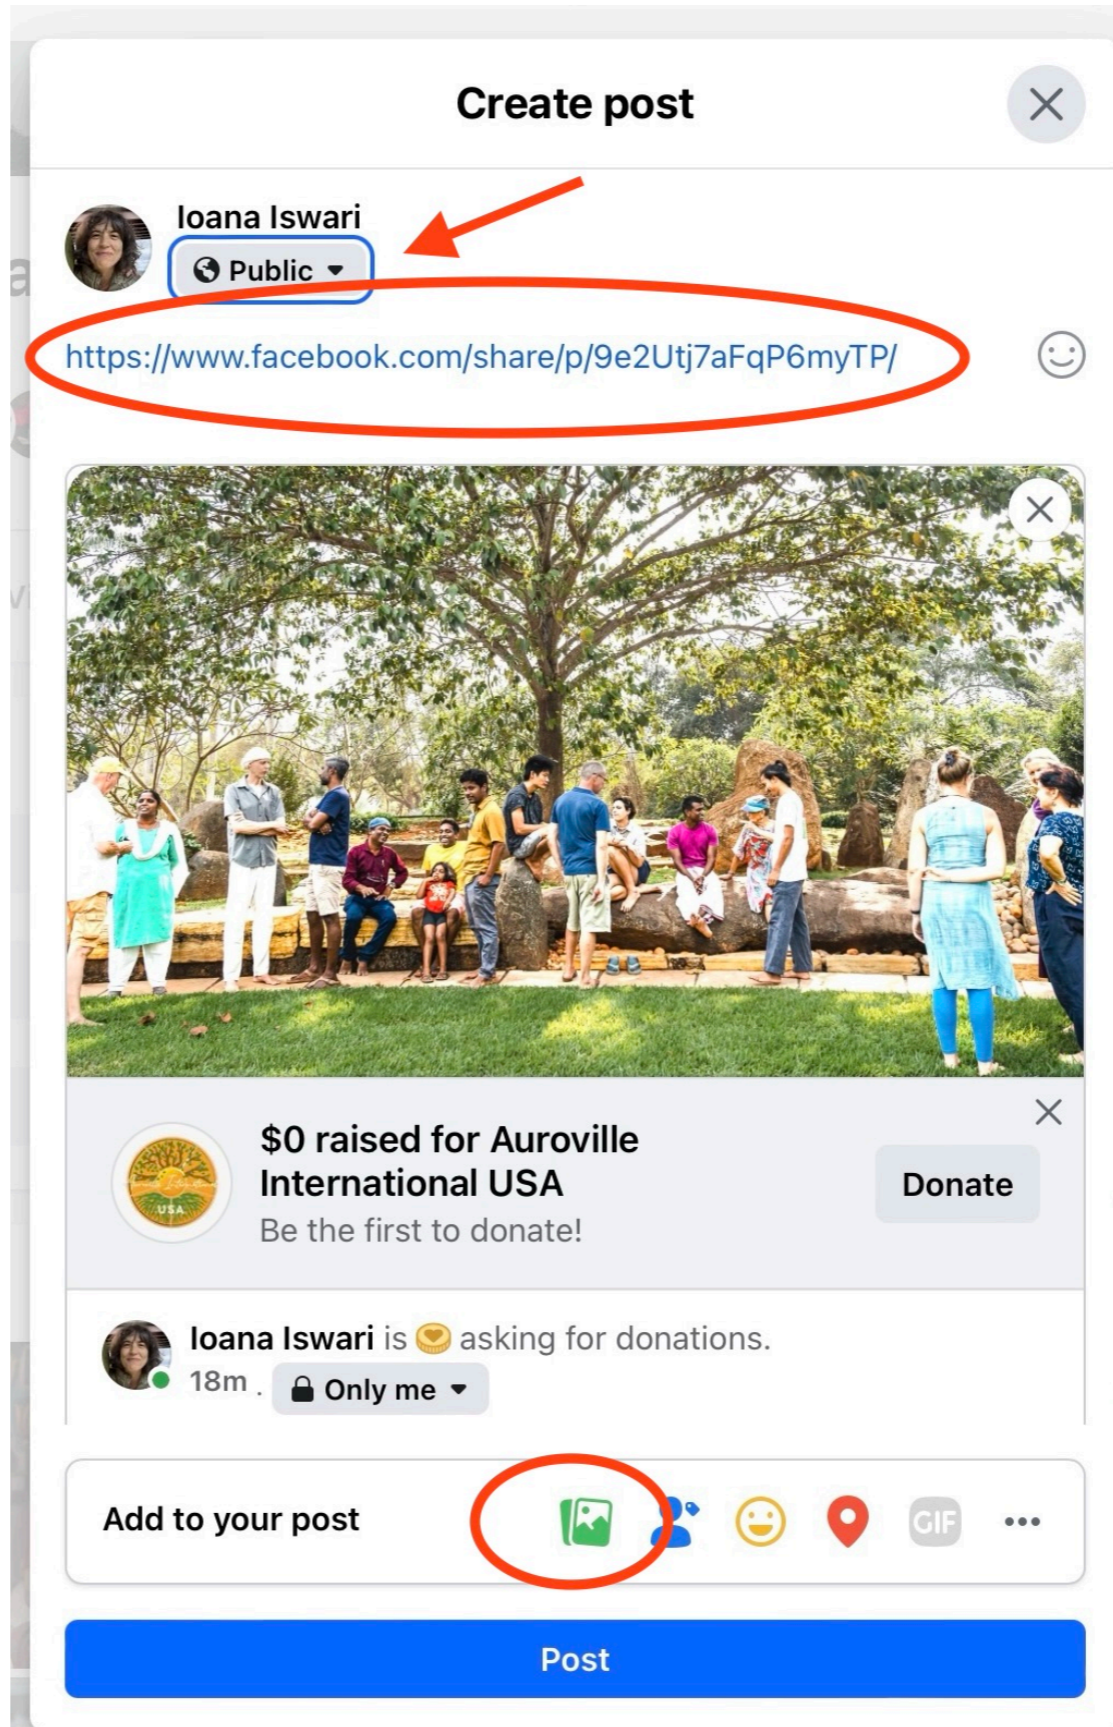 Create post
Ioana Iswari
Public
https://www.facebook.com/share/p/9e2Utj7aFqP6myTP/
$0 raised for Auroville
International USA
Be the first to donate!
Donate
USA
Ioana Iswari is asking for donations.
18m .
Only me
Add to your post
GIF
Post